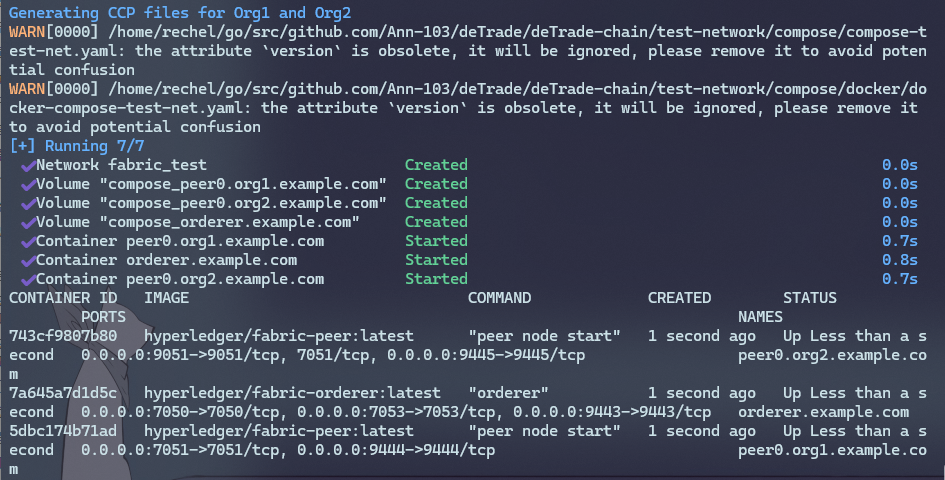 Generating CCP files for Org1 and Org2
WARN[0000] /home/rechel/go/src/github.com/Ann-103/deTrade/deTrade-chain/test-network/compose/compose-t
est-net.yaml: the attribute `version` is obsolete, it will be ignored, please remove it to avoid poten
tial confusion
WARN[0000] /home/rechel/go/src/github.com/Ann-103/deTrade/deTrade-chain/test-network/compose/docker/do
cker-compose-test-net.yaml: the attribute `version` is obsolete, it will be ignored, please remove it
to avoid potential confusion
[+] Running 7/7
✔Network fabric_test Created 0.0s
✔Volume "compose_peer0.org1.example.com" Created 0.0s
✔Volume "compose_peer0.org2.example.com" Created 0.0s
✔Volume "compose_orderer.example.com" Created 0.0s
✔Container peer0.org1.example.com Started 0.7s
✔Container orderer.example.com Started 0.8s
✔Container peer0.org2.example.com Started 0.7s
CONTAINER ID IMAGE COMMAND CREATED STATUS
PORTS NAMES
743cf9807b80 hyperledger/fabric-peer:latest "peer node start" 1 second ago Up Less than a s
econd 0.0.0.0:9051->9051/tcp, 7051/tcp, 0.0.0.0:9445->9445/tcp peer0.org2.example.co
m
7a645a7d1d5c hyperledger/fabric-orderer:latest "orderer" 1 second ago Up Less than a s
econd 0.0.0.0:7050->7050/tcp, 0.0.0.0:7053->7053/tcp, 0.0.0.0:9443->9443/tcp orderer.example.com
5dbc174b71ad hyperledger/fabric-peer:latest "peer node start" 1 second ago Up Less than a s
econd 0.0.0.0:7051->7051/tcp, 0.0.0.0:9444->9444/tcp peer0.org1.example.co
m